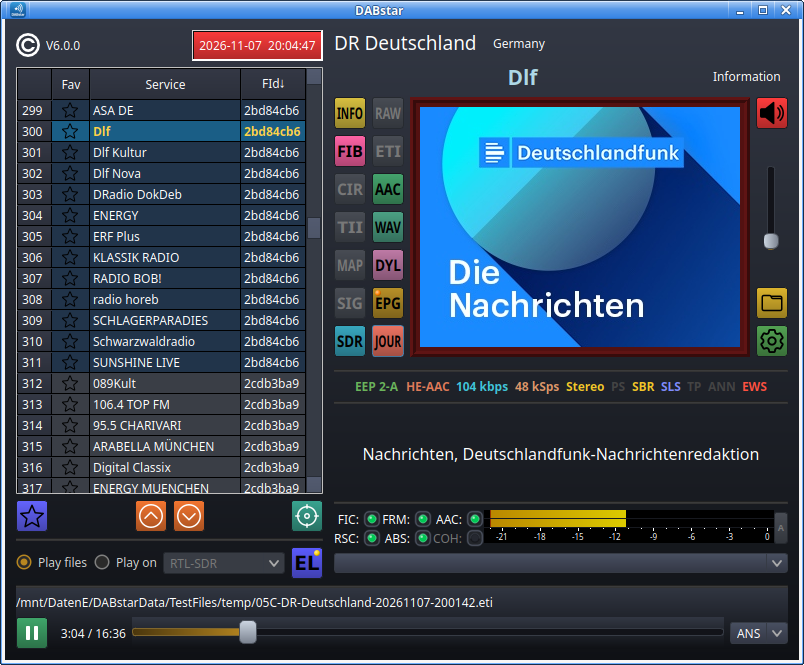 DABstar
V6.0.0
2026-11-07 20:04:47
Fav Service FId↓
299 ASA DE 2bd84cb6
300 Dlf 2bd84cb6
301 Dlf Kultur 2bd84cb6
302 Dlf Nova 2bd84cb6
303 DRadio DokDeb 2bd84cb6
304 ENERGY 2bd84cb6
305 ERF Plus 2bd84cb6
306 KLASSIK RADIO 2bd84cb6
307 RADIO BOB! 2bd84cb6
308 radio horeb 2bd84cb6
309 SCHLAGERPARADIES 2bd84cb6
310 Schwarzwaldradio 2bd84cb6
311 SUNSHINE LIVE 2bd84cb6
312 089Kult 2cdb3ba9
313 106.4 TOP FM 2cdb3ba9
314 95.5 CHARIVARI 2cdb3ba9
315 ARABELLA MÜNCHEN 2cdb3ba9
316 Digital Classix 2cdb3ba9
317 ENERGY MUENCHEN 2cdb3ba9
Play files Play on RTL-SDR EL
DR Deutschland Germany
Dlf Information
INFO RAW
FIB ETI
CIR AAC
TII WAV
MAP DYL
SIG EPG
SDR JOUR
Deutschlandfunk
Die
Nachrichten
EEP 2-A HE-AAC 104 kbps 48 kSps Stereo PS SBR SLS TP ANN EWS
Nachrichten, Deutschlandfunk-Nachrichtenredaktion
FIC: FRM: AAC:
RSC: ABS: COH:
-21 -18 -15 -12 -9 -6 -3 0
A
/mnt/DatenE/DABstarData/TestFiles/temp/05C-DR-Deutschland-20261107-200142.eti
3:04 / 16:36
ANS